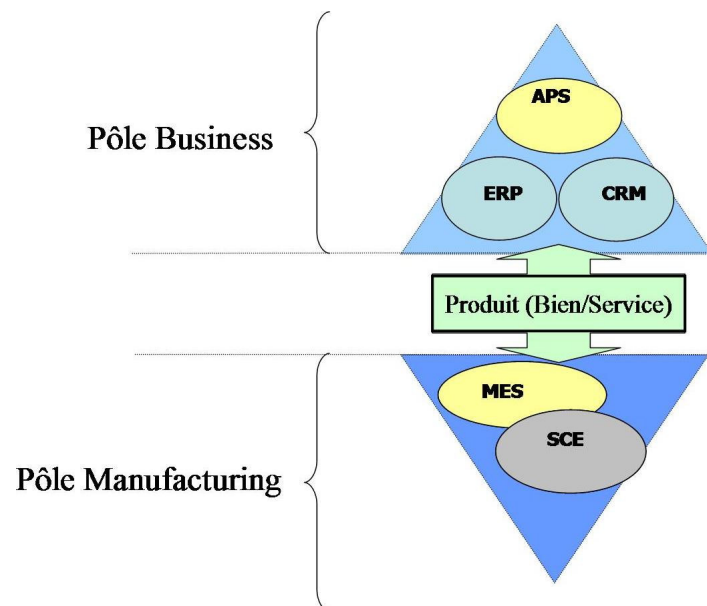 APS
Pôle Business
ERP
CRM
Produit (Bien/Service)
MES
SCE
Pôle Manufacturing